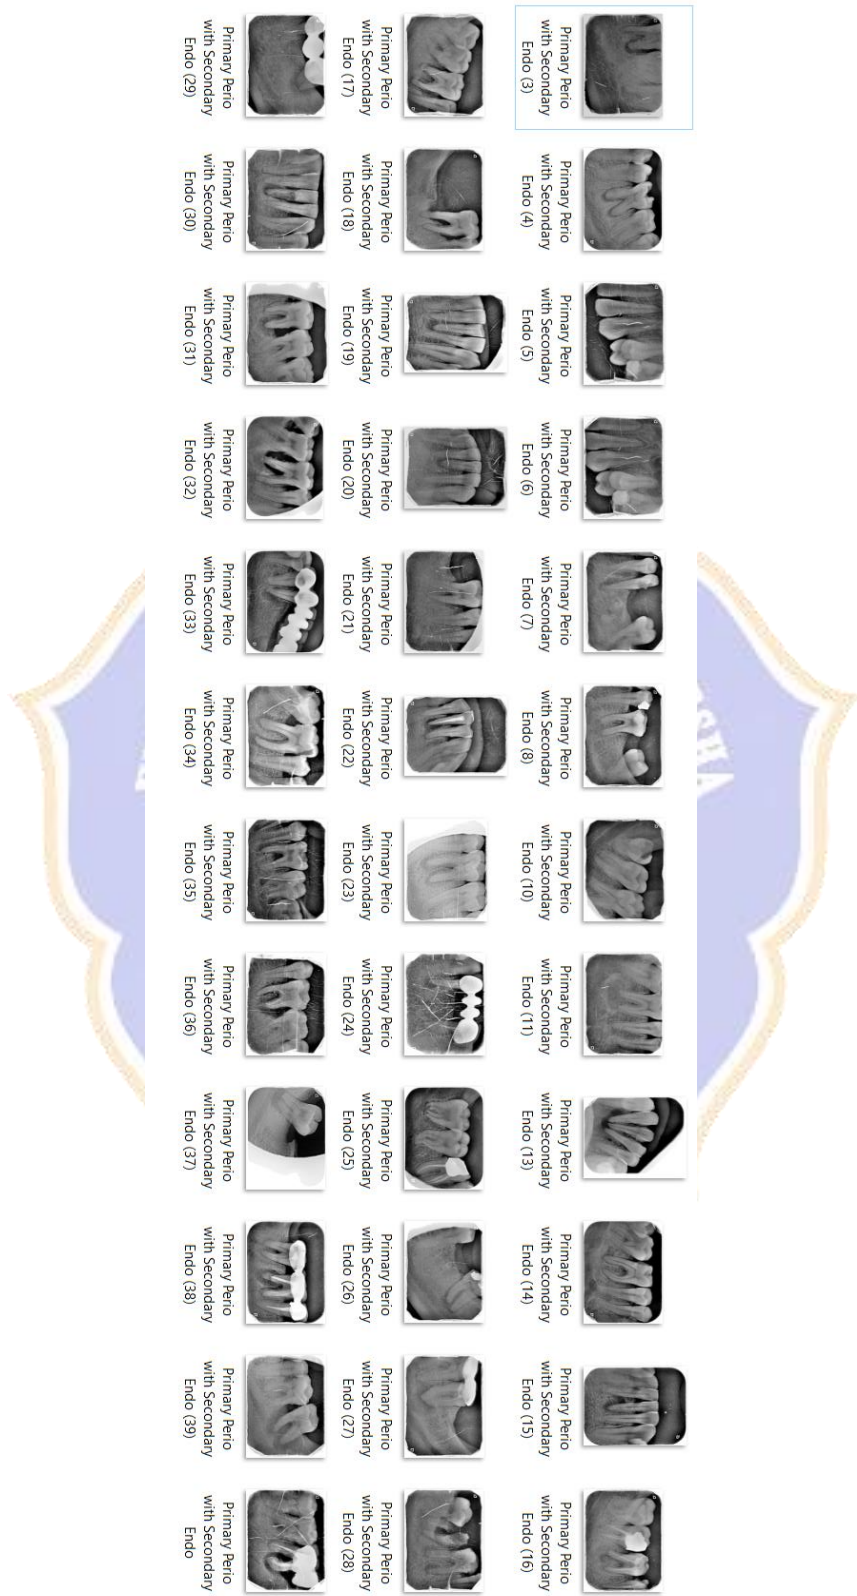 Primary Perio
with Secondary
Endo (3)
Primary Perio
with Secondary
Endo (4)
Primary Perio
with Secondary
Endo (5)
Primary Perio
with Secondary
Endo (6)
Primary Perio
with Secondary
Endo (7)
Primary Perio
with Secondary
Endo (8)
Primary Perio
with Secondary
Endo (10)
Primary Perio
with Secondary
Endo (11)
Primary Perio
with Secondary
Endo (13)
Primary Perio
with Secondary
Endo (14)
Primary Perio
with Secondary
Endo (15)
Primary Perio
with Secondary
Endo (16)
Primary Perio
with Secondary
Endo (17)
Primary Perio
with Secondary
Endo (18)
Primary Perio
with Secondary
Endo (19)
Primary Perio
with Secondary
Endo (20)
Primary Perio
with Secondary
Endo (21)
Primary Perio
with Secondary
Endo (22)
Primary Perio
with Secondary
Endo (23)
Primary Perio
with Secondary
Endo (24)
Primary Perio
with Secondary
Endo (25)
Primary Perio
with Secondary
Endo (26)
Primary Perio
with Secondary
Endo (27)
Primary Perio
with Secondary
Endo (28)
Primary Perio
with Secondary
Endo (29)
Primary Perio
with Secondary
Endo (30)
Primary Perio
with Secondary
Endo (31)
Primary Perio
with Secondary
Endo (32)
Primary Perio
with Secondary
Endo (33)
Primary Perio
with Secondary
Endo (34)
Primary Perio
with Secondary
Endo (35)
Primary Perio
with Secondary
Endo (36)
Primary Perio
with Secondary
Endo (37)
Primary Perio
with Secondary
Endo (38)
Primary Perio
with Secondary
Endo (39)
Primary Perio
with Secondary
Endo